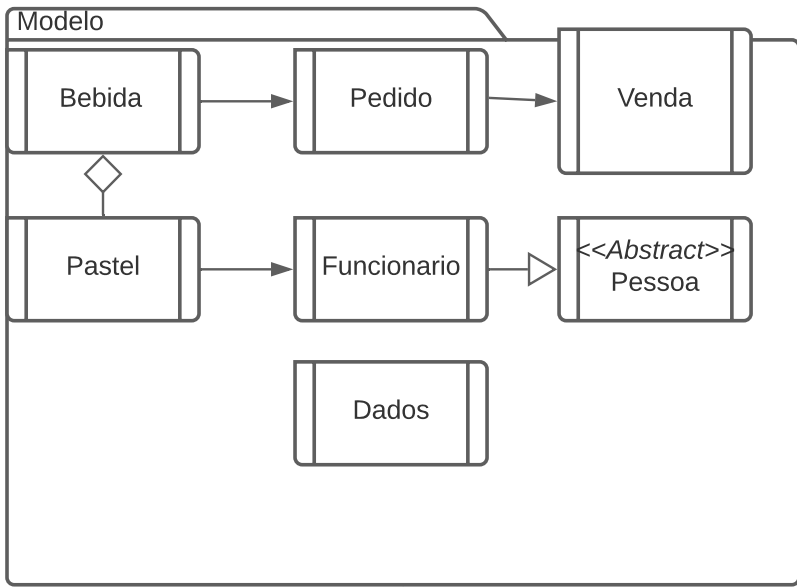 Modelo
Bebida
Pedido
Venda
Pastel
Funcionario
<<Abstract>>
Pessoa
Dados